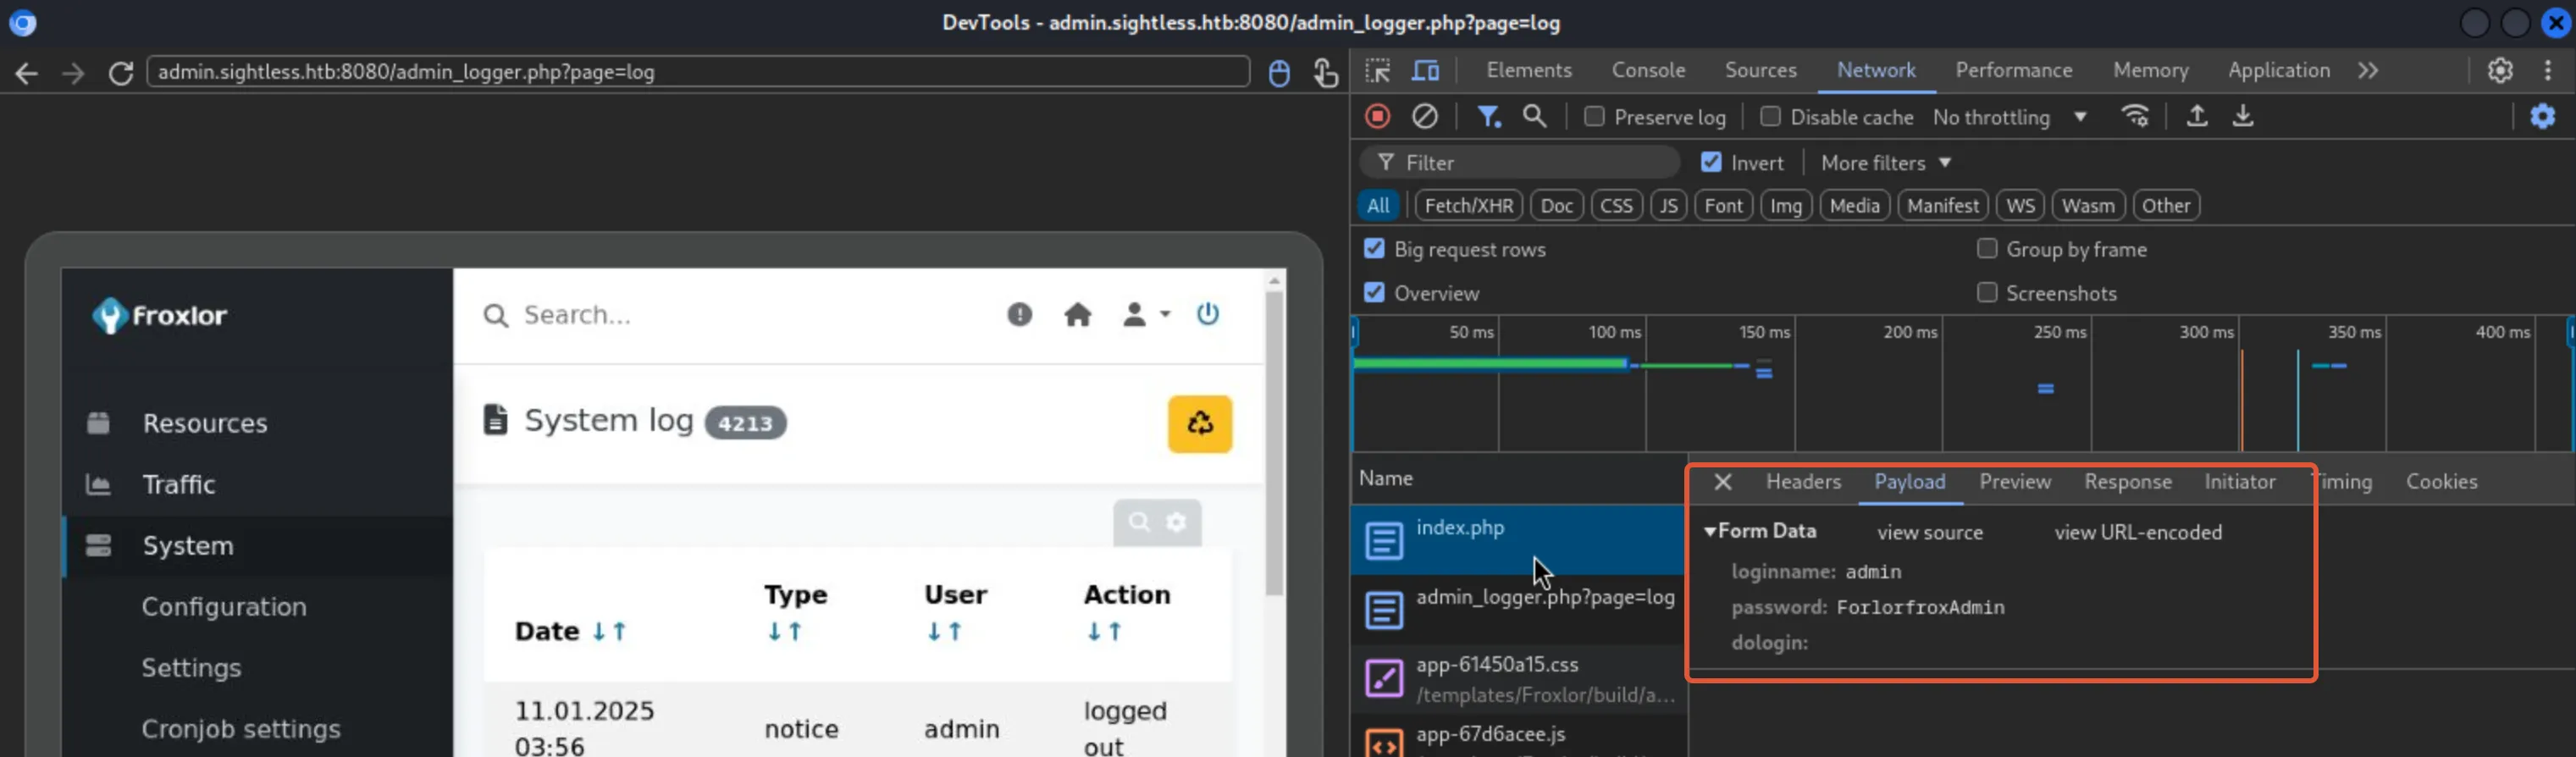 DevTools - admin.sightless.htb:8080/admin_logger.php?page=log
admin.sightless.htb:8080/admin_logger.php?page=log
Elements Console Sources Network Performance Memory Application
Preserve log Disable cache No throttling
Filter Invert More filters
All Fetch/XHR Doc CSS JS Font Img Media Manifest WS Wasm Other
Big request rows Group by frame
Overview Screenshots
50 ms 100 ms 150 ms 200 ms 250 ms 300 ms 350 ms 400 ms
Froxlor
Resources
Traffic
System
Configuration
Settings
Cronjob settings
Search...
System log 4213
Date Type User Action
11.01.2025 03:56 notice admin logged out
Name
index.php
admin_logger.php?page=log
app-61450a15.css
/templates/Froxlor/build/a...
app-67d6acee.js
Headers Payload Preview Response Initiator Timing Cookies
Form Data view source view URL-encoded
loginname: admin
password: ForlorfroxAdmin
dologin: